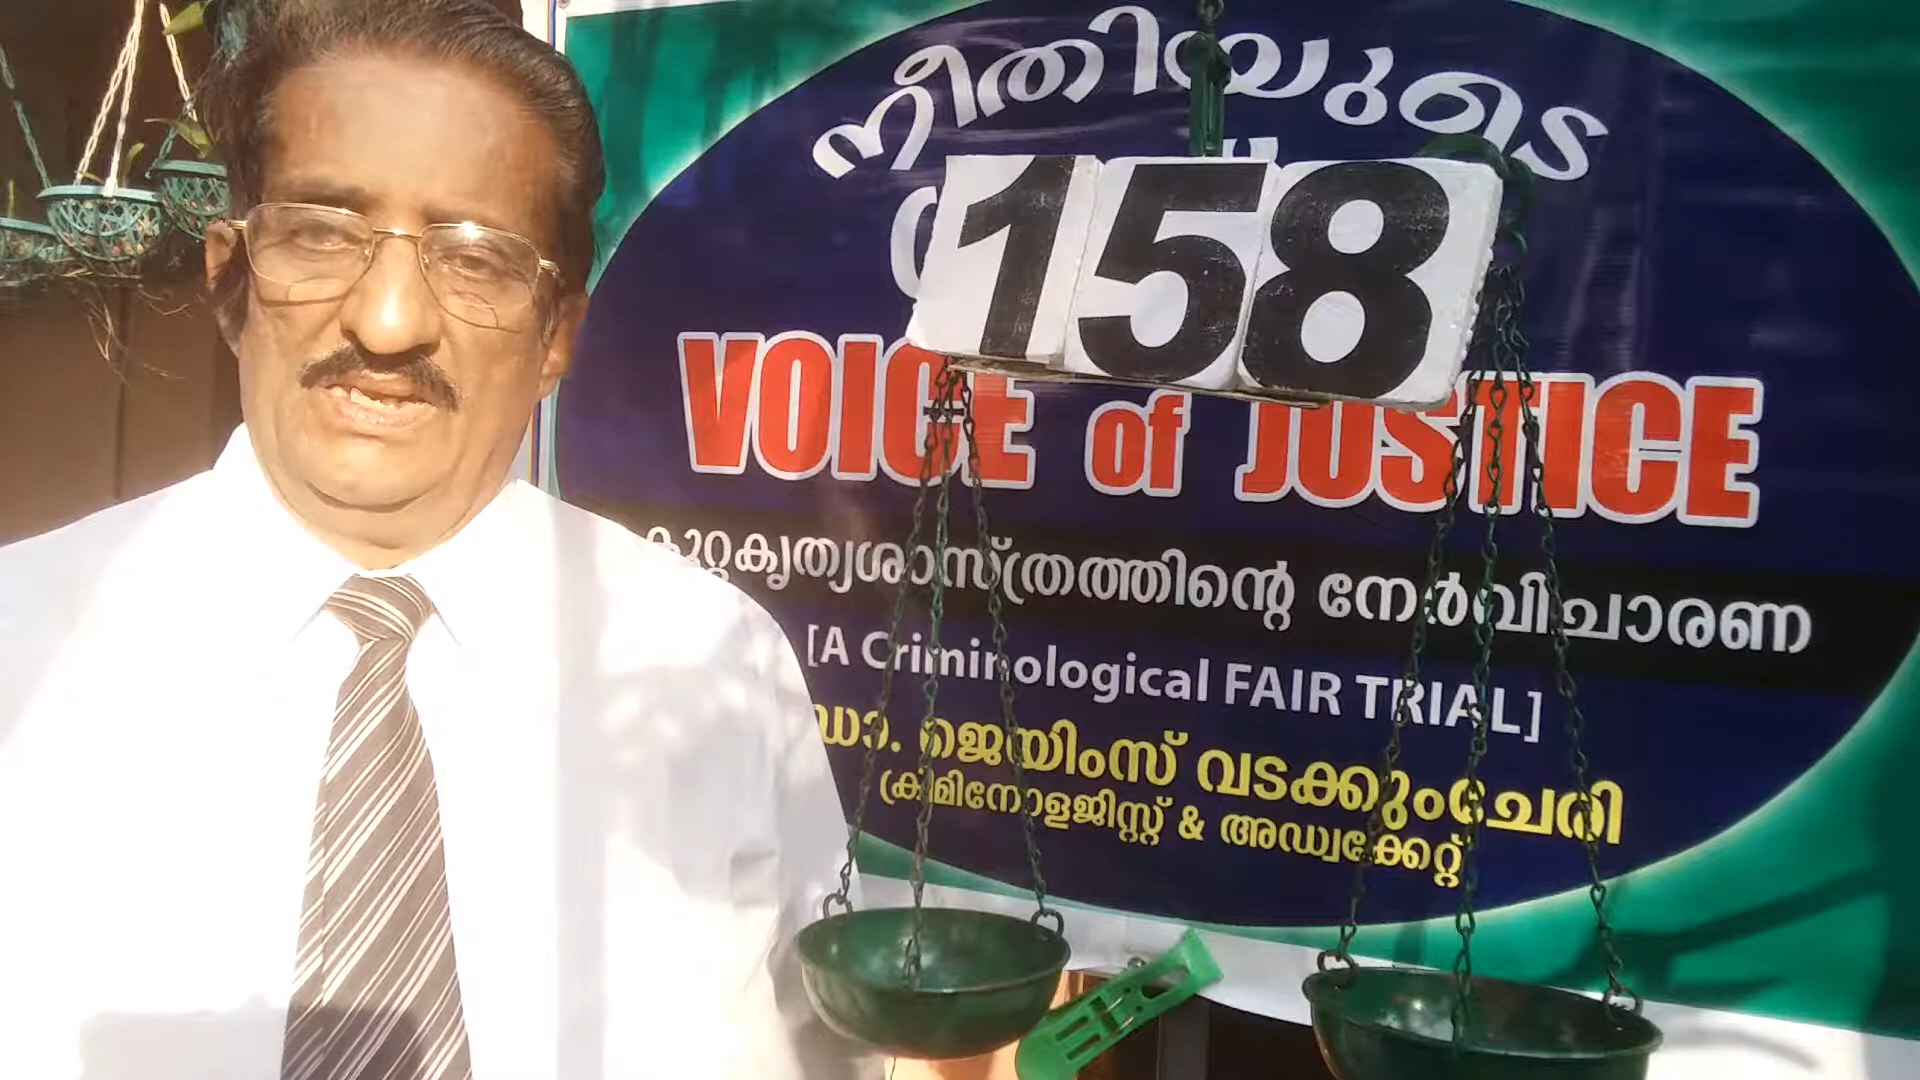 നീതിയുടെ
158
VOICE of JUSTICE
കുറ്റകൃത്യശാസ്ത്രത്തിന്റെ നേർവിചാരണ
[A Criminological FAIR TRIAL]
ഡോ. ജെയിംസ് വടക്കുംചേരി
ക്രിമിനോളജിസ്റ്റ് & അഡ്വക്കേറ്റ്